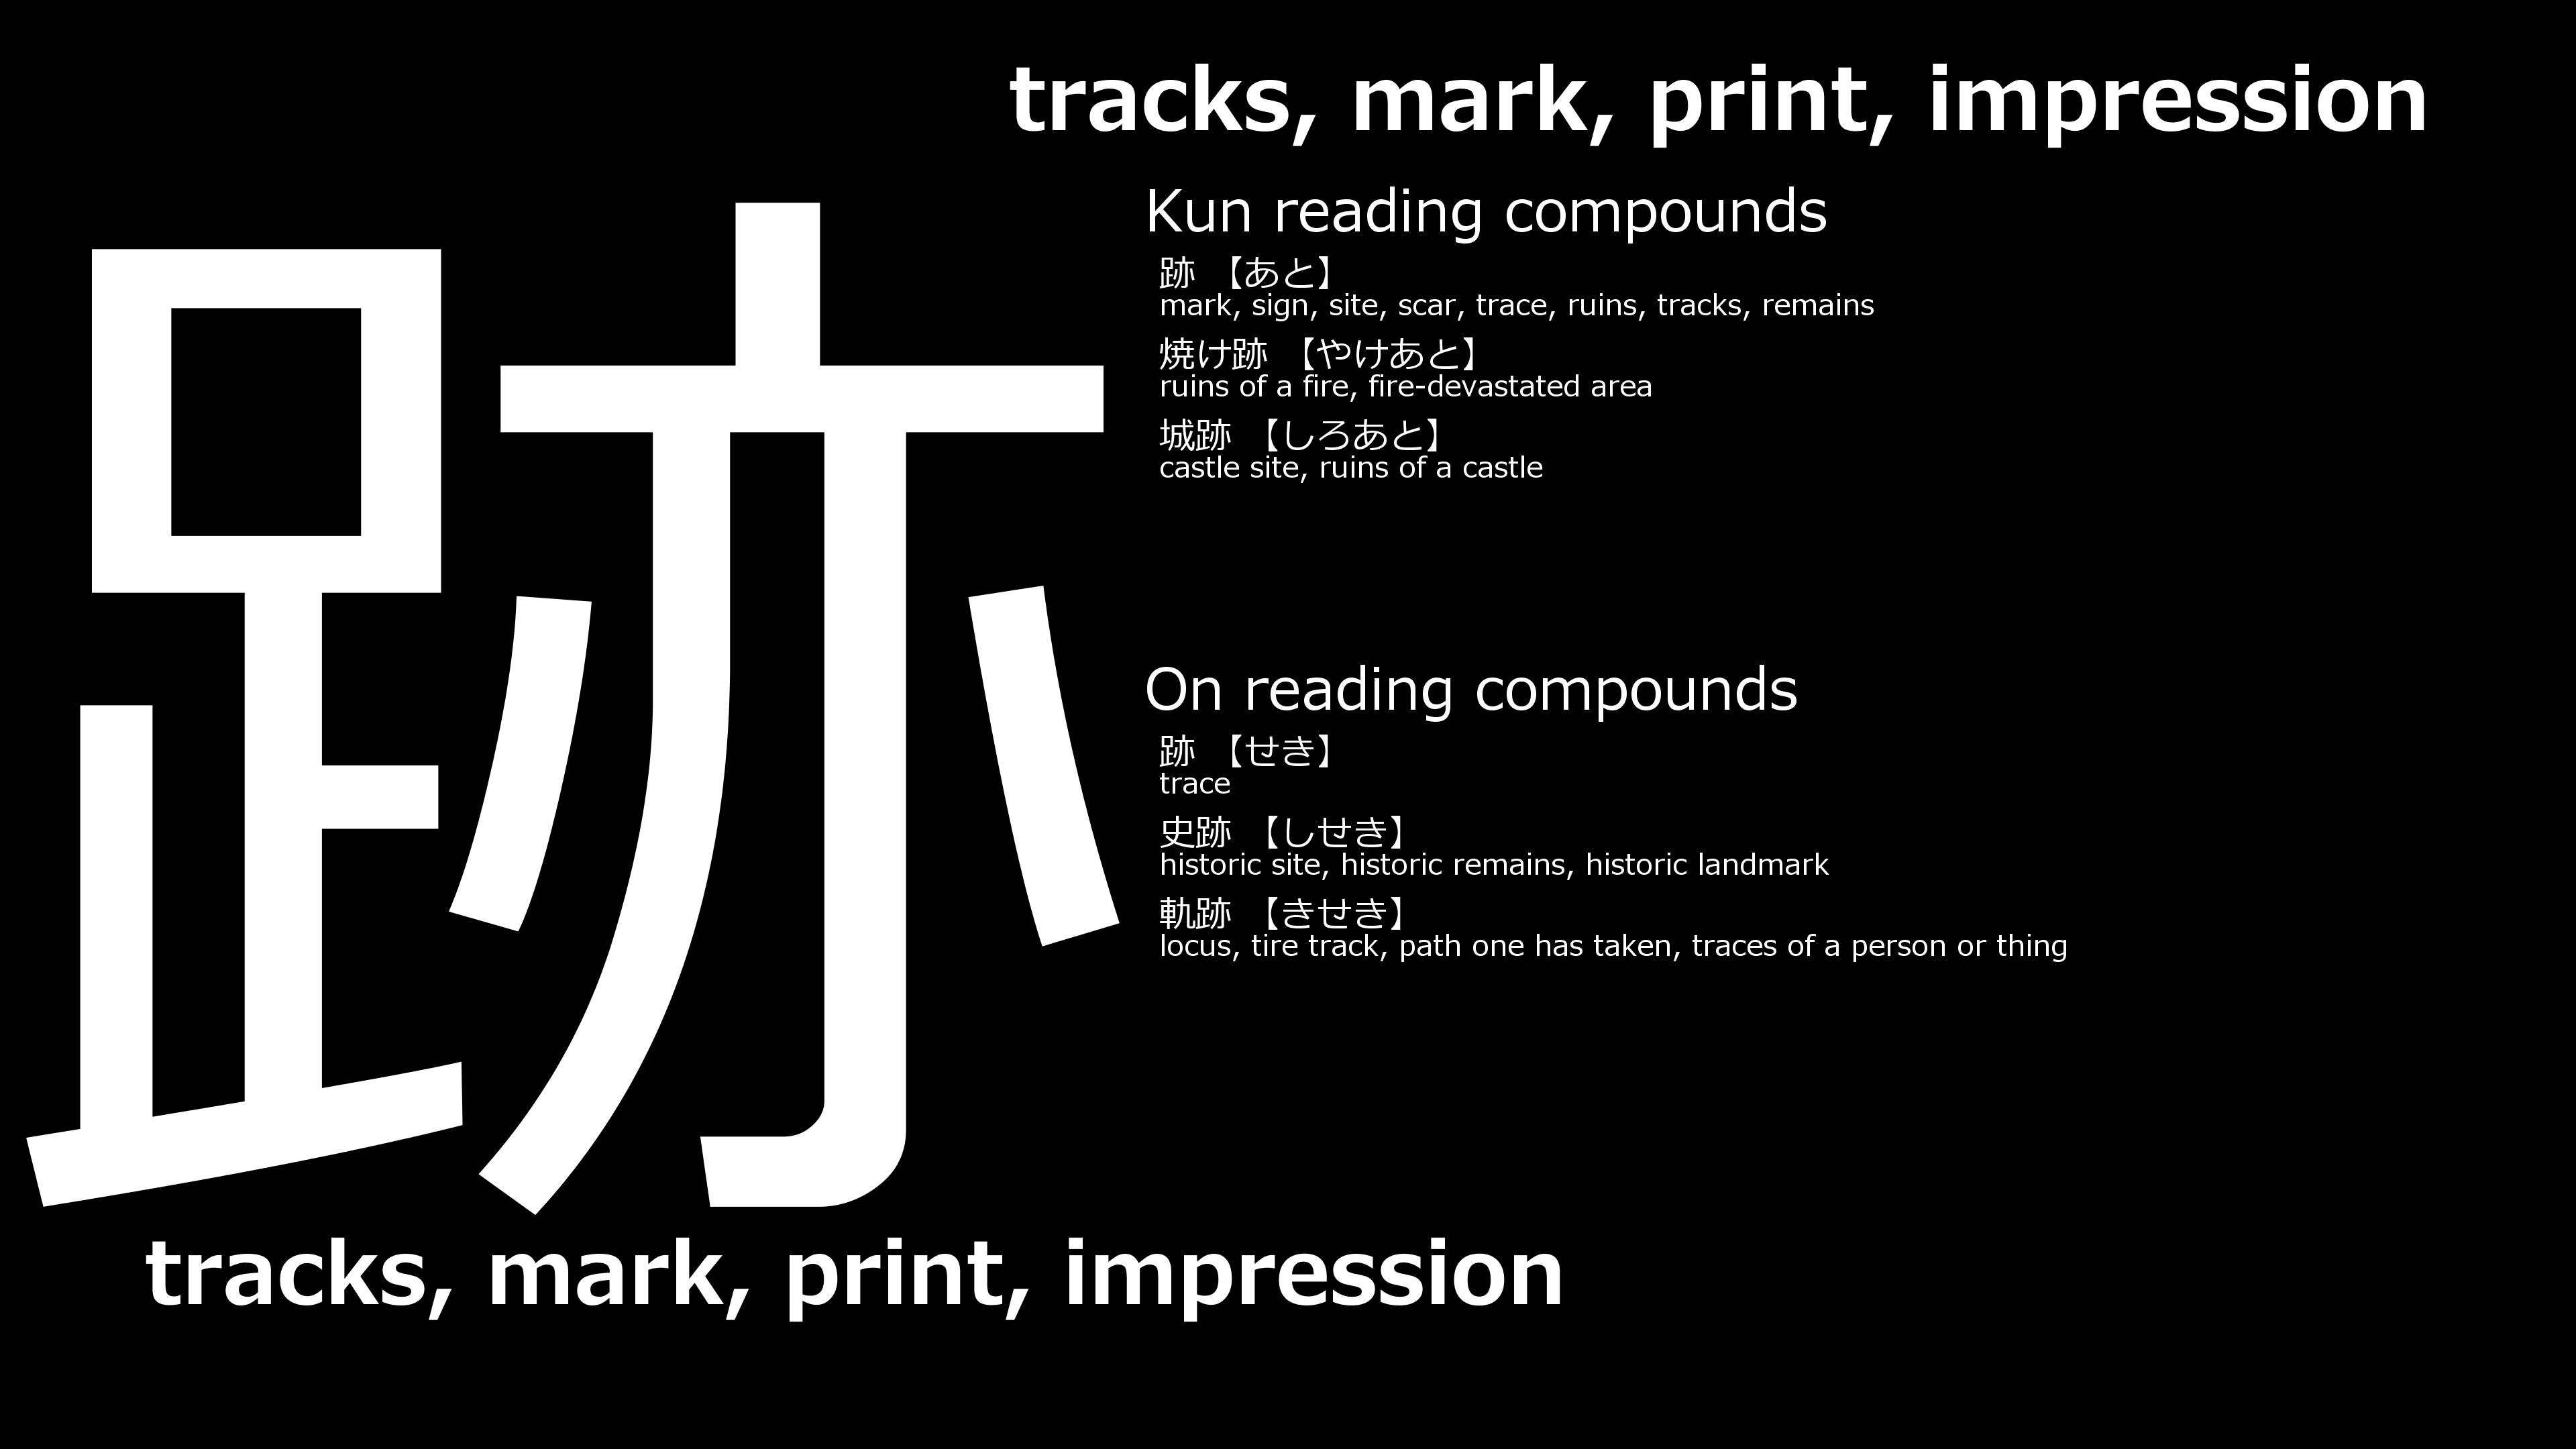 tracks, mark, print, impression
跡
Kun reading compounds
跡 【あと】
mark, sign, site, scar, trace, ruins, tracks, remains
焼け跡 【やけあと】
ruins of a fire, fire-devastated area
城跡 【しろあと】
castle site, ruins of a castle
On reading compounds
跡 【せき】
trace
史跡 【しせき】
historic site, historic remains, historic landmark
軌跡 【きせき】
locus, tire track, path one has taken, traces of a person or thing
tracks, mark, print, impression